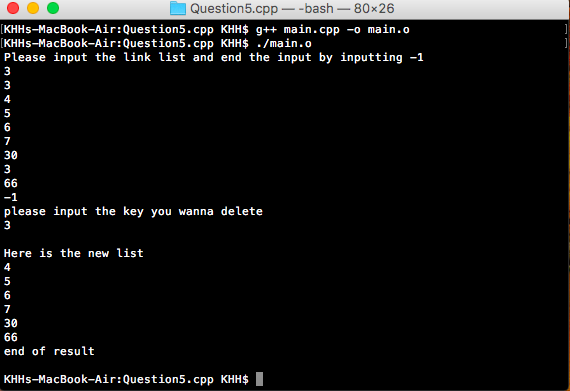 Question5.cpp — -bash — 80×26
[KHHs-MacBook-Air:Question5.cpp KHH$ g++ main.cpp -o main.o ]
[KHHs-MacBook-Air:Question5.cpp KHH$ ./main.o ]
Please input the link list and end the input by inputting -1
3
3
4
5
6
7
30
3
66
-1
please input the key you wanna delete
3
Here is the new list
4
5
6
7
30
66
end of result
KHHs-MacBook-Air:Question5.cpp KHH$